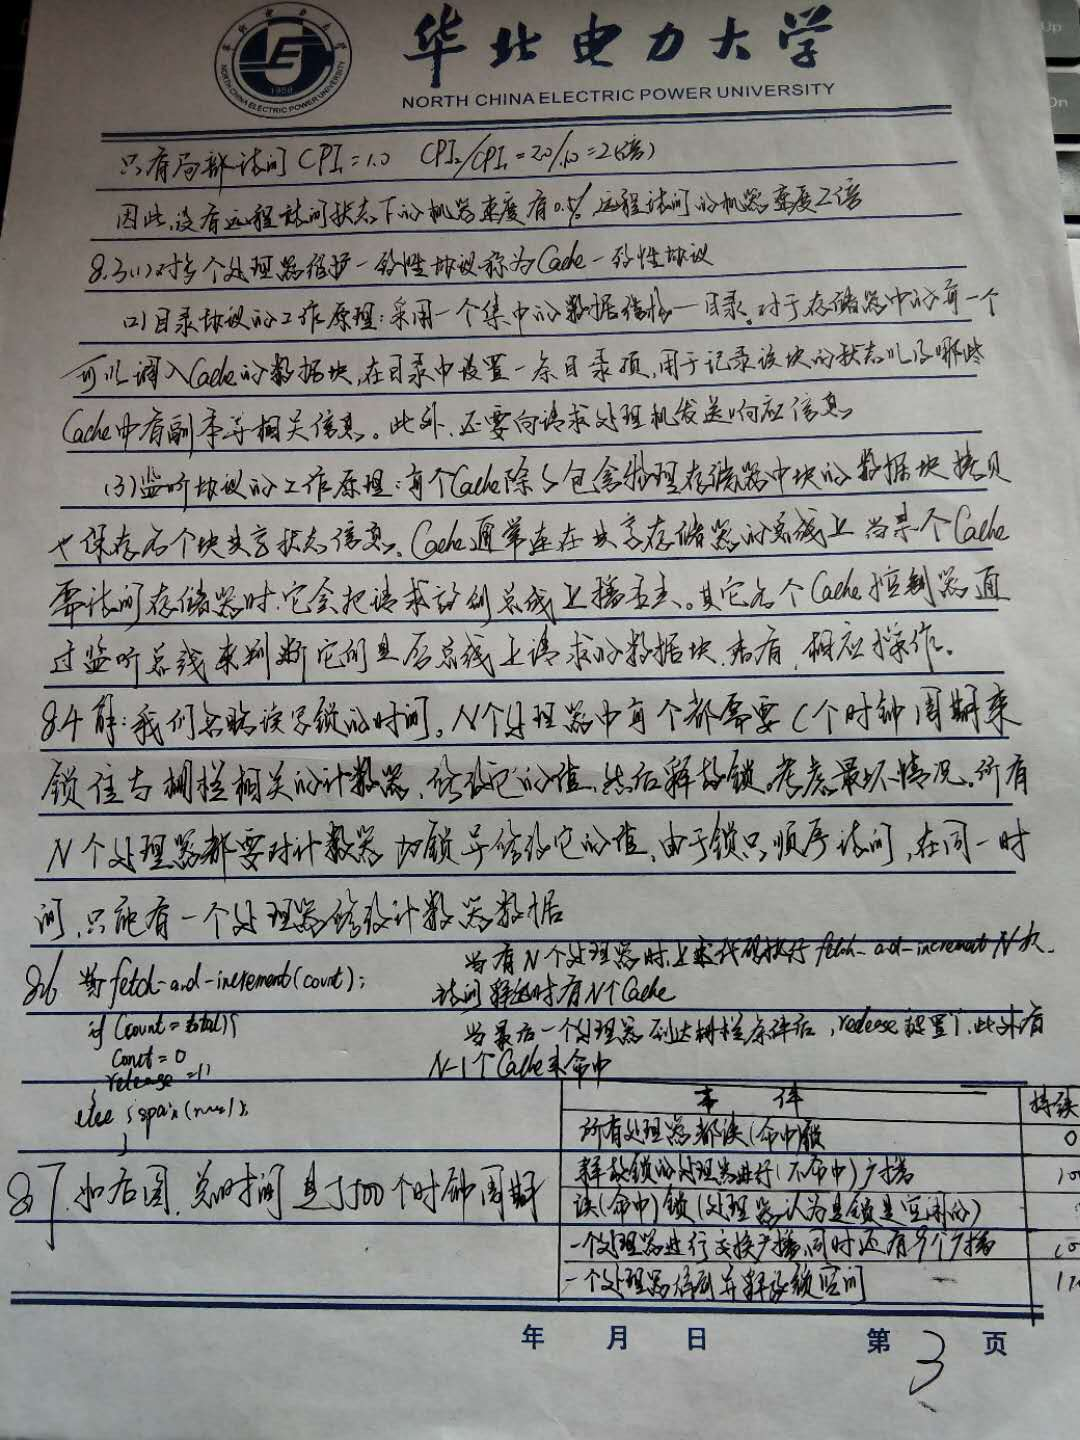 华北电力大学
NORTH CHINA ELECTRIC POWER UNIVERSITY
1958
只有局部访问 CPI₁=1.0 CPI₂/CPI₁=2.0/1.0=2(倍)
因此,没有远程访问状态下的机器速度有0.5%远程访问的机器速度2倍
8.3(1)对多个处理器维护一致性协议称为Cache一致性协议
(2)目录协议的工作原理:采用一个集中的数据结构—目录。对于存储器中的每一个
可以调入Cache的数据块,在目录中设置一条目录项,用于记录该块的状态以及哪些
Cache中有副本等相关信息。此外,还要向请求处理机发送响应信息
(3)监听协议的工作原理:每个Cache除了包含物理存储器中块的数据块拷贝
也保存各个块共享状态信息。Cache通常连在共享存储器的总线上 当某个Cache
需访问存储器时,它会把请求放到总线上播出去。其它各个Cache控制器通
过监听总线来判断它们是否总线上请求的数据块,若有,相应操作。
8.4 解:我们忽略读写锁的时间。N个处理器中每个都需要C个时钟周期来
锁住与栅栏相关的计数器,修改它的值,然后释放锁。考虑最坏情况,所有
N个处理器都要对计数器加锁并修改它的值,由于锁只顺序访问,在同一时
间,只能有一个处理器修改计数器数据
8.6 fetch-and-increment(count);
if (count=total){
count=0
release=1;
}
else spin(
}
当有N个处理器时,上述代码执行fetch-and-increment N次
访问释放时有N个Cache
当最后一个处理器到达栅栏条件后,release被置"1",此外有
N-1个Cache未命中
8.7. 如右图,总时间是5500个时钟周期
事件 持续
所有处理器都读(命中)锁 0
释放锁的处理器进行(不命中)广播 10
读(命中)锁(处理器认为是锁是空闲的)
一个处理器进行交换广播,同时还有9个广播 10
一个处理器得到并释放锁空间 1
年 月 日 第 3 页